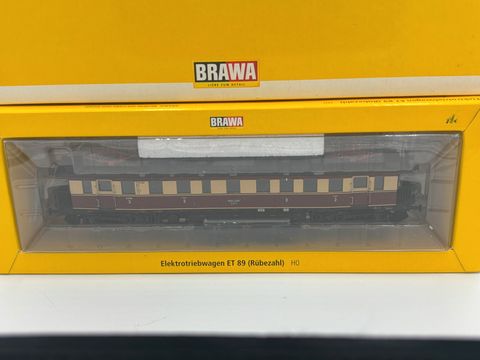 BRAWA
LIEBE ZUM DETAIL
BRAWA
Elektrotriebwagen ET 89 (Rübezahl) H0